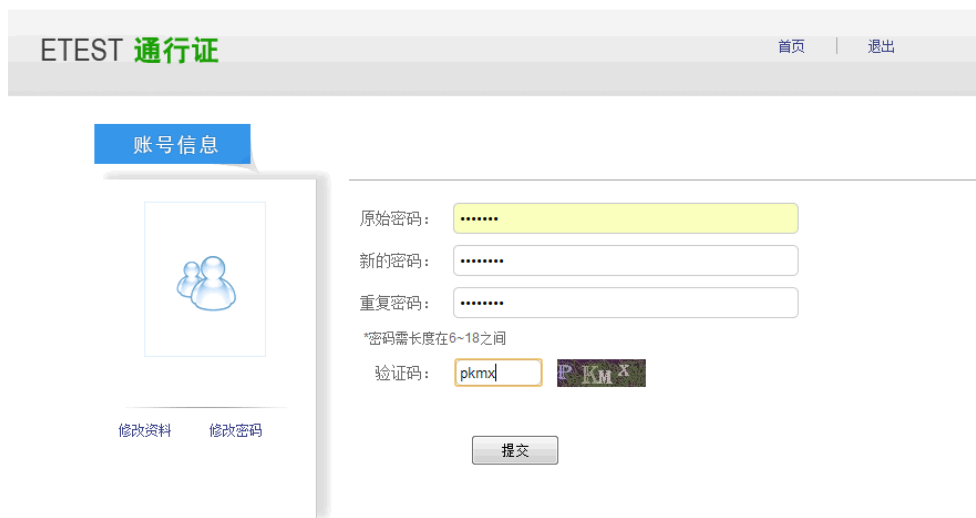 ETEST 通行证
首页 | 退出
账号信息
原始密码： •••••••
新的密码： ••••••••
重复密码： ••••••••
*密码需长度在6~18之间
验证码： pkmx P KM X
修改资料 修改密码
提交